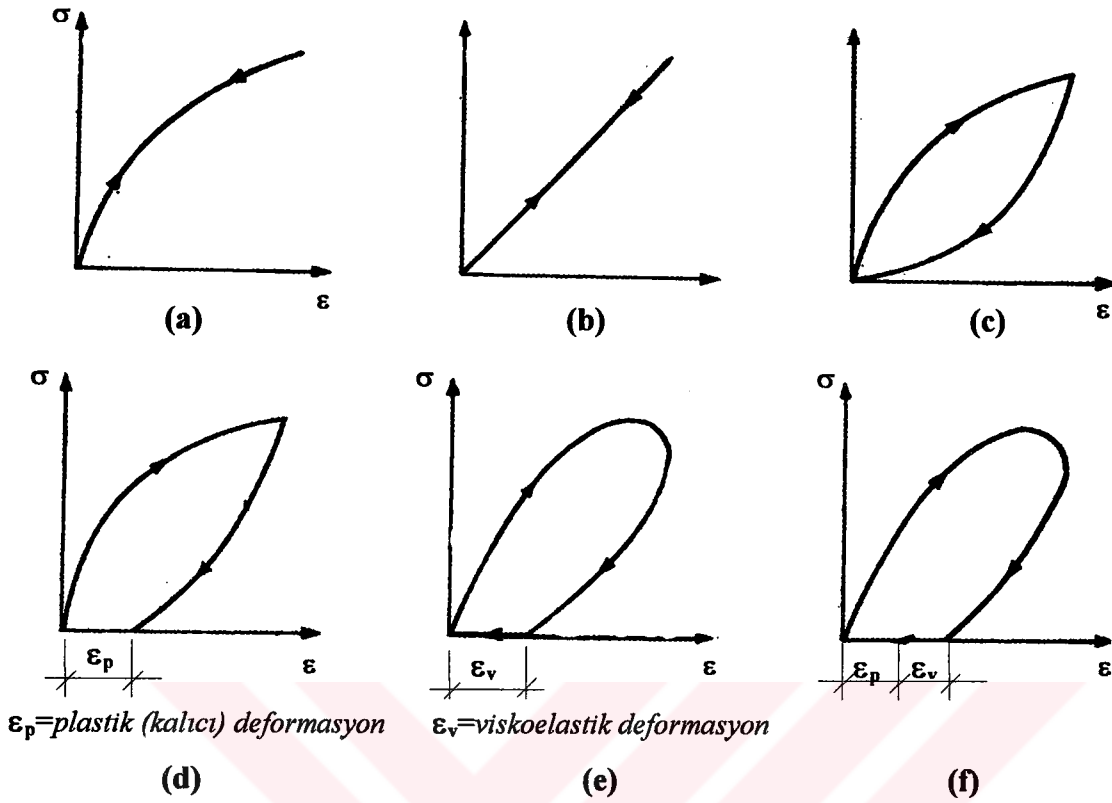 σ
ε
(a)
(b)
ε
(c)
σ
εp
ε
εp=plastik (kalıcı) deformasyon
(d)
σ
εv
ε
εv=viskoelastik deformasyon
(e)
σ
εp εv
ε
(f)